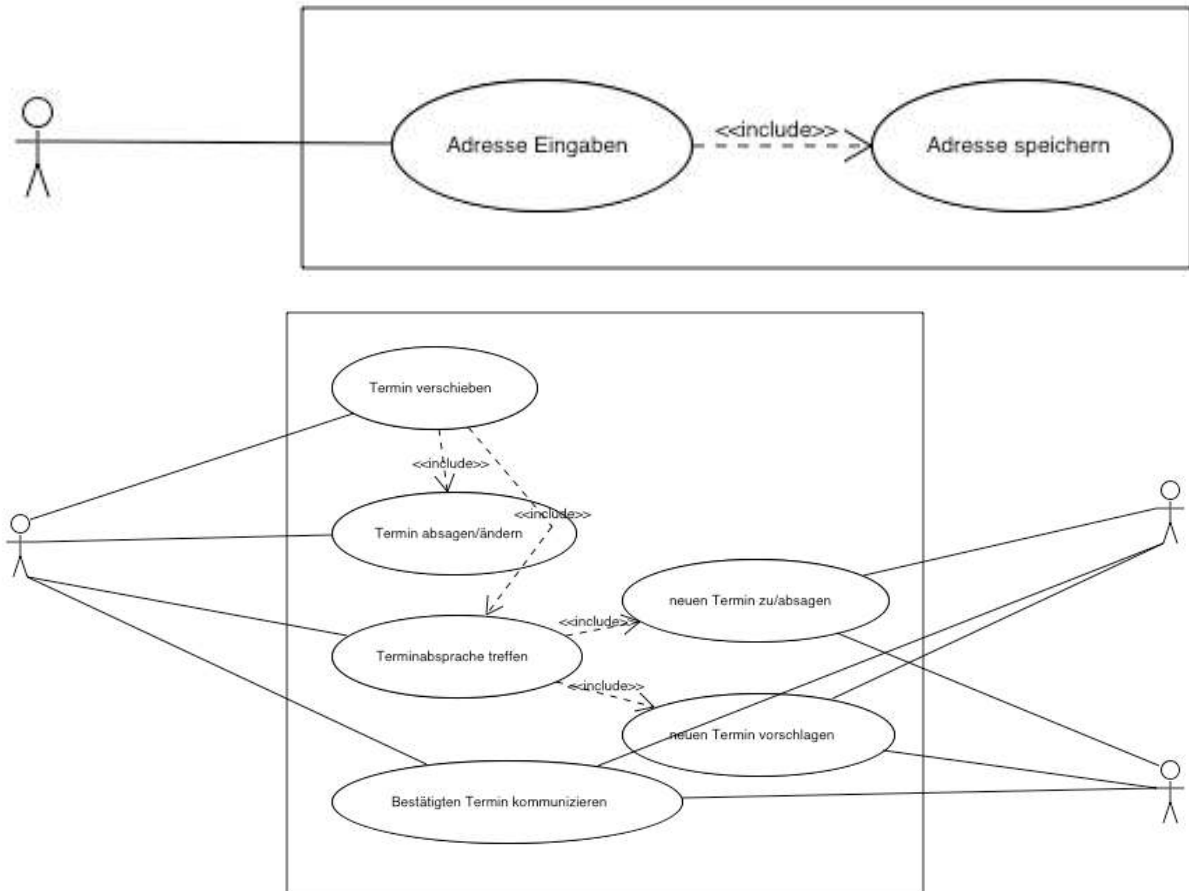 Adresse Eingaben
<<include>>
Adresse speichern
Termin verschieben
<<include>>
Termin absagen/ändern
<<include>>
neuen Termin zu/absagen
<<include>>
Terminabsprache treffen
<<include>>
neuen Termin vorschlagen
Bestätigten Termin kommunizieren